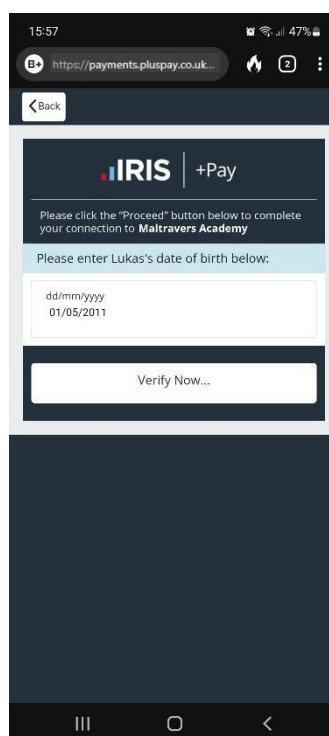 15:57
47%
B+ https://payments.pluspay.co.uk...
2
Back
IRIS +Pay
Please click the "Proceed" button below to complete
your connection to Maltravers Academy
Please enter Lukas's date of birth below:
dd/mm/yyyy
01/05/2011
Verify Now...